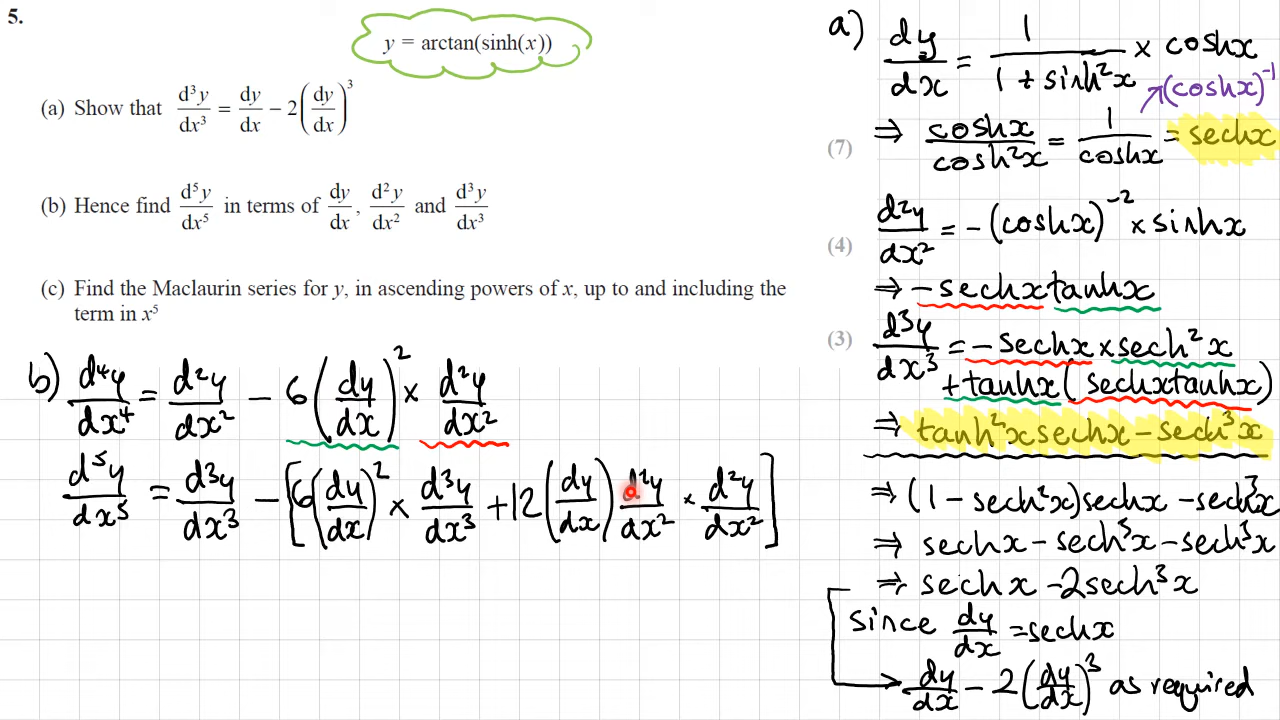 5.
y = arctan(sinh(x))
(a) Show that d³y/dx³ = dy/dx − 2(dy/dx)³
(7)
(b) Hence find d⁵y/dx⁵ in terms of dy/dx, d²y/dx² and d³y/dx³
(4)
(c) Find the Maclaurin series for y, in ascending powers of x, up to and including the
term in x⁵
(3)
b) d⁴y/dx⁴ = d²y/dx² − 6(dy/dx)² × d²y/dx²
d⁵y/dx⁵ = d³y/dx³ − [6(dy/dx)² × d³y/dx³ + 12(dy/dx) d²y/dx² × d²y/dx²]
a) dy/dx = 1/(1 + sinh²x) × coshx
(coshx)⁻¹
⇒ coshx/cosh²x = 1/coshx = sechx
d²y/dx² = −(coshx)⁻² × sinhx
⇒ −sechxtanhx
d³y/dx³ = −sechx × sech²x
+tanhx(sechxtanhx)
⇒ tanh²xsechx − sech³x
⇒ (1 − sech²x)sechx − sech³x
⇒ sechx − sech³x − sech³x
⇒ sechx − 2sech³x
since dy/dx = sechx
dy/dx − 2(dy/dx)³ as required